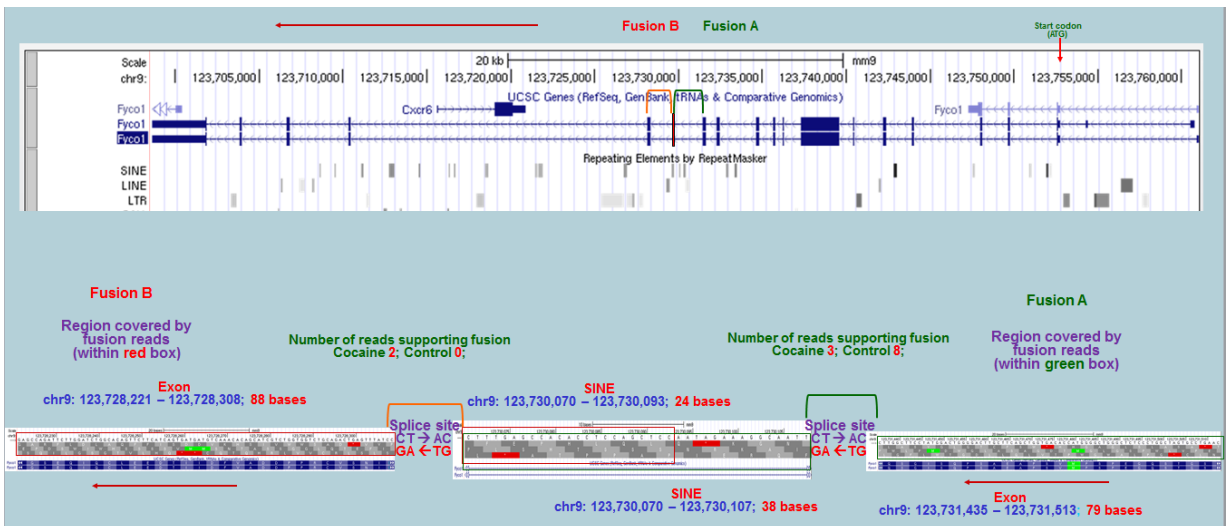 Fusion B
Fusion A
Start codon
(ATG)
Scale
20 kb
mm9
chr9:
123,705,000
123,710,000
123,715,000
123,720,000
123,725,000
123,730,000
123,735,000
123,740,000
123,745,000
123,750,000
123,755,000
123,760,000
UCSC Genes (RefSeq, GenBank, tRNAs & Comparative Genomics)
Fyco1
Cxcr6
Fyco1
Fyco1
Fyco1
Repeating Elements by RepeatMasker
SINE
LINE
LTR
Fusion B
Region covered by
fusion reads
(within red box)
Number of reads supporting fusion
Cocaine 2; Control 0;
Number of reads supporting fusion
Cocaine 3; Control 8;
Fusion A
Region covered by
fusion reads
(within green box)
Exon
chr9: 123,728,221 – 123,728,308; 88 bases
SINE
chr9: 123,730,070 – 123,730,093; 24 bases
Splice site
CT → AC
GA ← TG
Splice site
CT → AC
GA ← TG
SINE
chr9: 123,730,070 – 123,730,107; 38 bases
Exon
chr9: 123,731,435 – 123,731,513; 79 bases